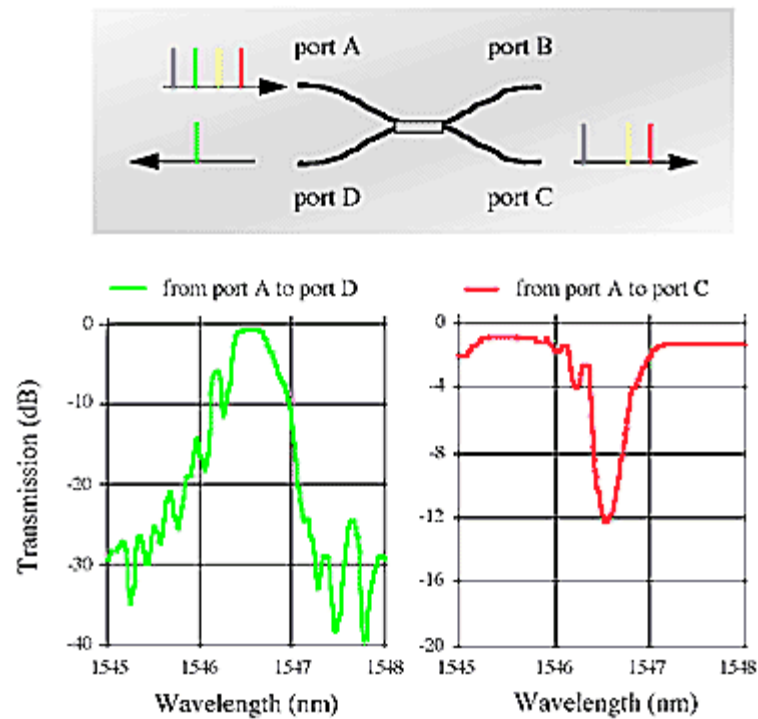 port A
port B
port D
port C
from port A to port D
from port A to port C
Transmission (dB)
0
-10
-20
-30
-40
1545
1546
1547
1548
Wavelength (nm)
0
-4
-8
-12
-16
-20
1545
1546
1547
1548
Wavelength (nm)